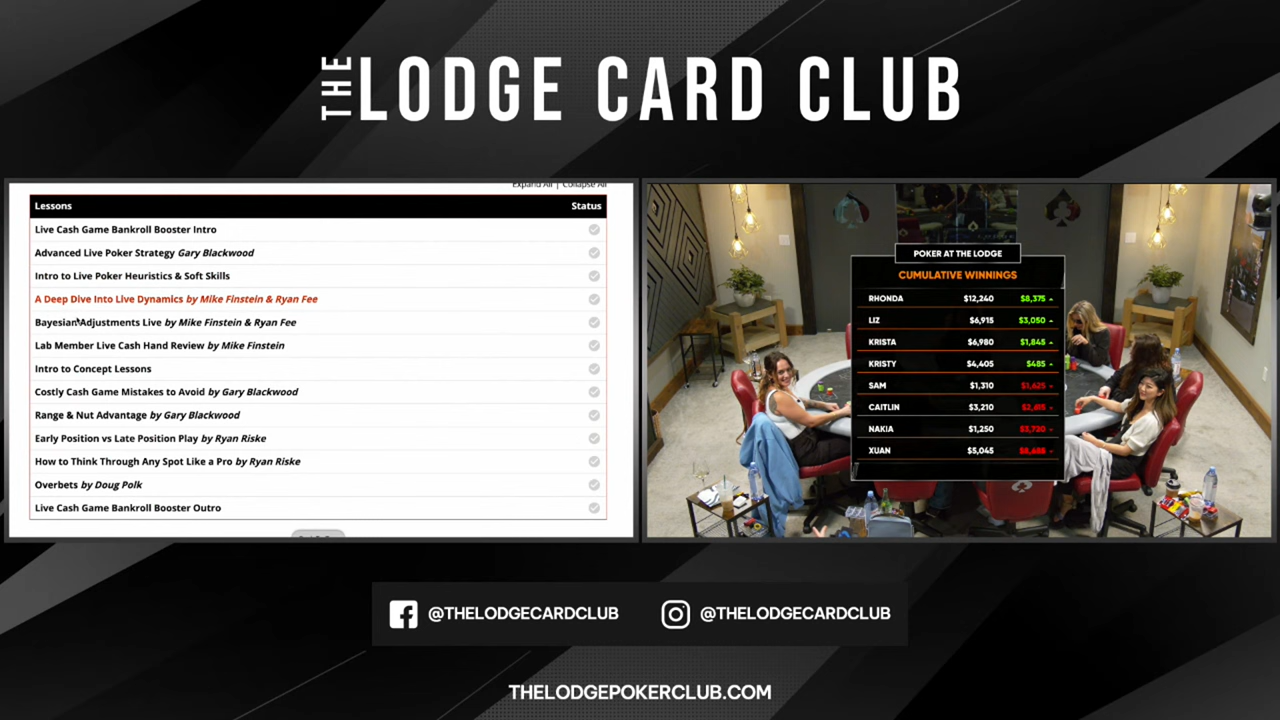 THE LODGE CARD CLUB
Expand All | Collapse All
Lessons Status
Live Cash Game Bankroll Booster Intro
Advanced Live Poker Strategy Gary Blackwood
Intro to Live Poker Heuristics & Soft Skills
A Deep Dive Into Live Dynamics by Mike Finstein & Ryan Fee
Bayesian Adjustments Live by Mike Finstein & Ryan Fee
Lab Member Live Cash Hand Review by Mike Finstein
Intro to Concept Lessons
Costly Cash Game Mistakes to Avoid by Gary Blackwood
Range & Nut Advantage by Gary Blackwood
Early Position vs Late Position Play by Ryan Riske
How to Think Through Any Spot Like a Pro by Ryan Riske
Overbets by Doug Polk
Live Cash Game Bankroll Booster Outro
POKER AT THE LODGE
CUMULATIVE WINNINGS
RHONDA $12,240 $8,375
LIZ $6,915 $3,050
KRISTA $6,980 $1,845
KRISTY $4,405 $485
SAM $1,310 $1,625
CAITLIN $3,210 $2,615
NAKIA $1,250 $3,720
XUAN $5,045
@THELODGECARDCLUB @THELODGECARDCLUB
THELODGEPOKERCLUB.COM